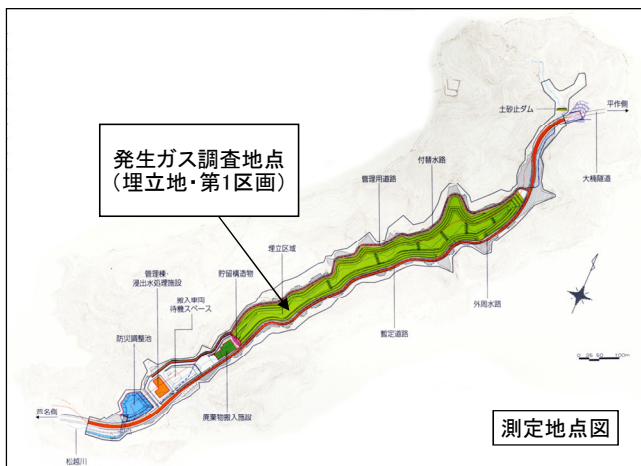 土砂止ダム
平作側
大楠隧道
発生ガス調査地点
(埋立地・第1区画)
付替水路
管理用道路
埋立区域
貯留構造物
管理棟・
浸出水処理施設
搬入車両
待機スペース
防災調整池
外周水路
暫定道路
0 25 50 100m
廃棄物搬入施設
芦名側
松越川
測定地点図